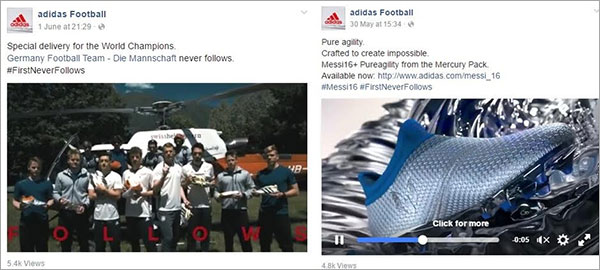 adidas
adidas Football
1 June at 21:29
Special delivery for the World Champions.
Germany Football Team - Die Mannschaft never follows.
#FirstNeverFollows
FOLLOWS
5.4k Views
adidas
adidas Football
30 May at 15:34
Pure agility.
Crafted to create impossible.
Messi16+ Pureagility from the Mercury Pack.
Available now: http://www.adidas.com/messi_16
#Messi16 #FirstNeverFollows
Click for more
-0:05
4.8k Views